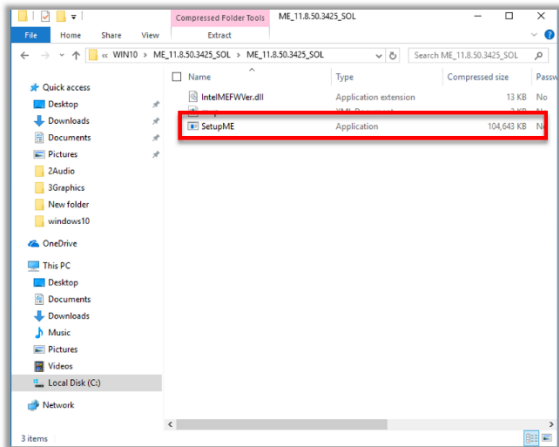 Compressed Folder Tools ME_11.8.50.3425_SOL
File Home Share View Extract
« WIN10 > ME_11.8.50.3425_SOL > ME_11.8.50.3425_SOL Search ME_11.8.50.3425_SOL
Name Type Compressed size Passw
Quick access
IntelMEFWVer.dll Application extension 13 KB No
Desktop
Downloads
SetupME Application 104,643 KB No
Documents
Pictures
2Audio
3Graphics
New folder
windows10
OneDrive
This PC
Desktop
Documents
Downloads
Music
Pictures
Videos
Local Disk (C:)
Network
3 items